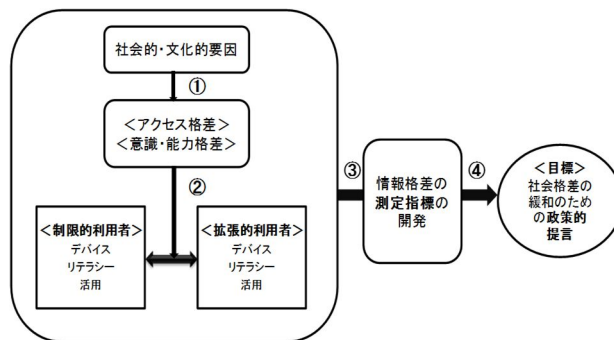 社会的・文化的要因
①
＜アクセス格差＞
＜意識・能力格差＞
②
＜制限的利用者＞
デバイス
リテラシー
活用
＜拡張的利用者＞
デバイス
リテラシー
活用
③
情報格差の
測定指標の
開発
④
＜目標＞
社会格差の
緩和のため
の政策的
提言